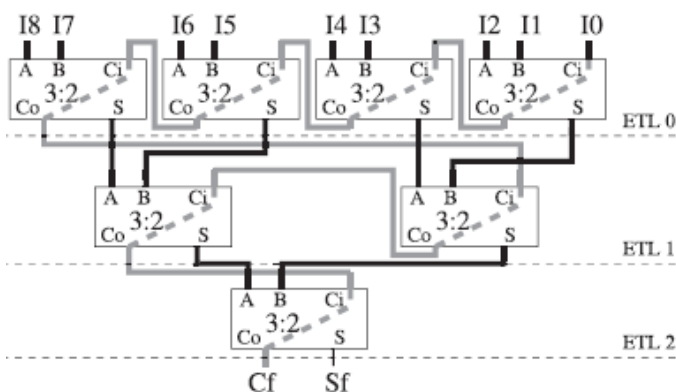 I8 I7 I6 I5 I4 I3 I2 I1 I0
A B Ci A B Ci A B Ci A B Ci
3:2 3:2 3:2 3:2
Co S Co S Co S Co S
ETL 0
A B Ci A B Ci
3:2 3:2
Co S Co S
ETL 1
A B Ci
3:2
Co S
ETL 2
Cf Sf